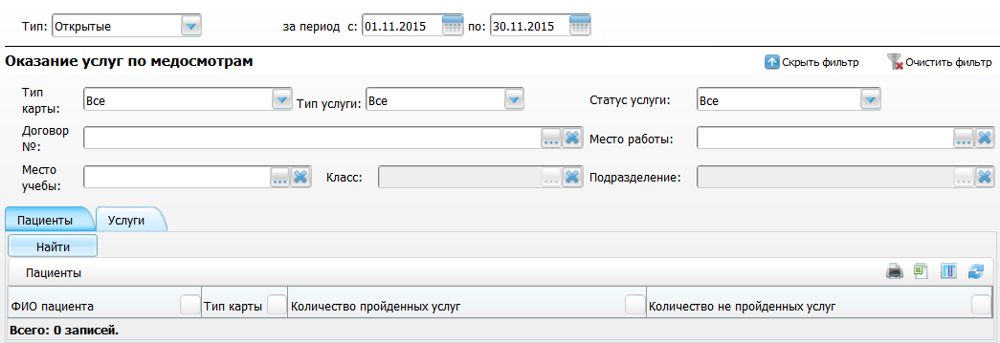 Тип: Открытые за период с: 01.11.2015 по: 30.11.2015
Оказание услуг по медосмотрам Скрыть фильтр Очистить фильтр
Тип карты: Все Тип услуги: Все Статус услуги: Все
Договор №: ... Место работы: ...
Место учебы: ... Класс: ... Подразделение: ...
Пациенты Услуги
Найти
Пациенты
ФИО пациента Тип карты Количество пройденных услуг Количество не пройденных услуг
Всего: 0 записей.